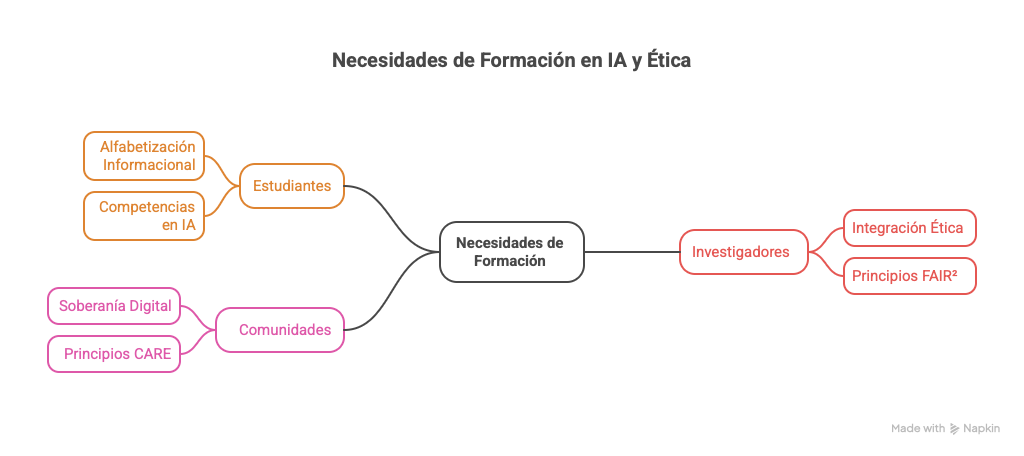 Necesidades de Formación en IA y Ética
Alfabetización
Informacional
Competencias
en IA
Estudiantes
Soberanía Digital
Principios CARE
Comunidades
Necesidades de
Formación
Investigadores
Integración Ética
Principios FAIR²
Made with Napkin